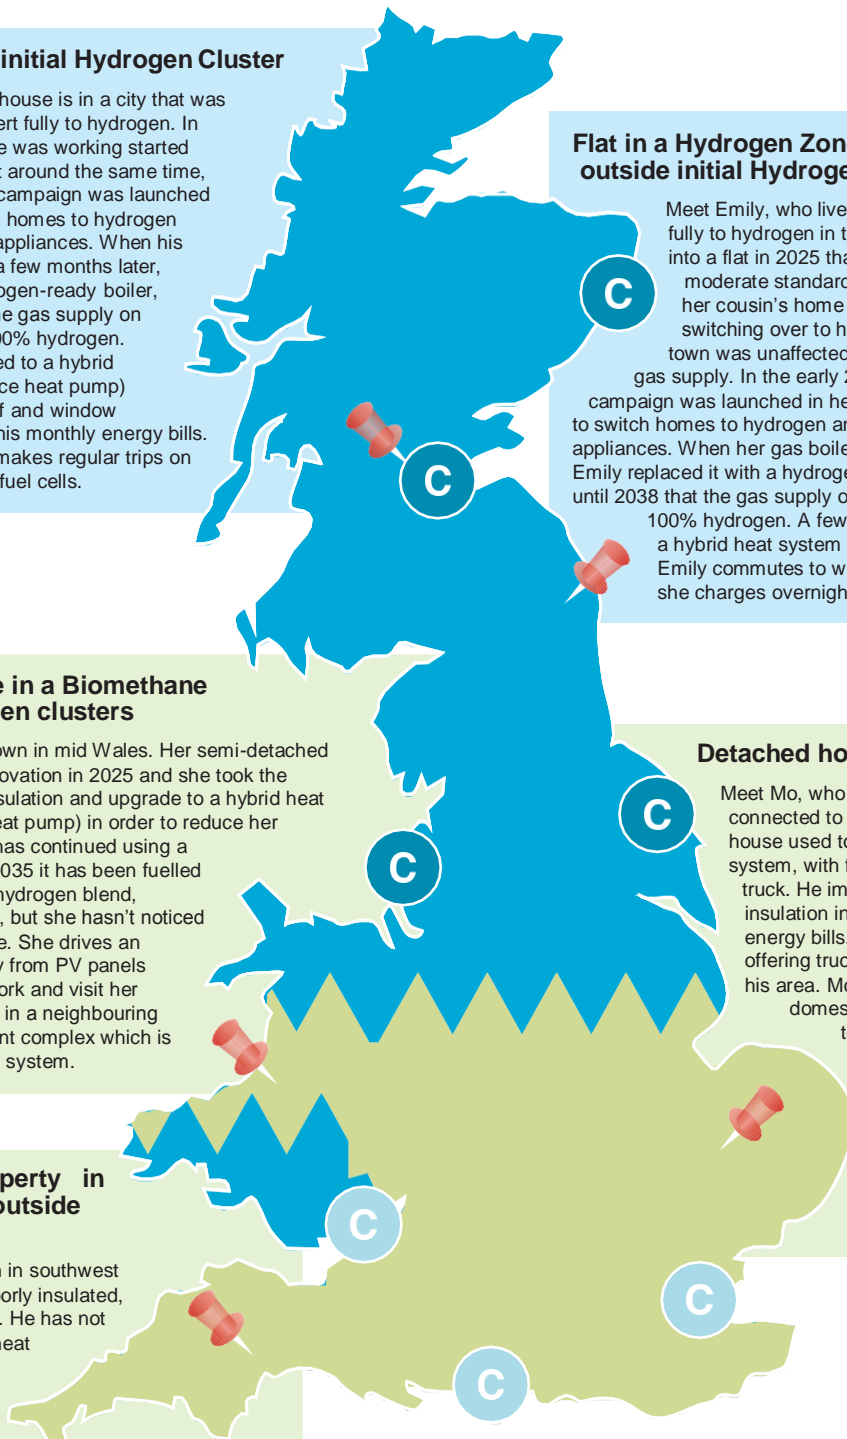 initial Hydrogen Cluster
house is in a city that was
ert fully to hydrogen. In
e was working started
t around the same time,
campaign was launched
homes to hydrogen
appliances. When his
a few months later,
ogen-ready boiler,
he gas supply on
00% hydrogen.
ed to a hybrid
ce heat pump)
f and window
his monthly energy bills.
makes regular trips on
fuel cells.
Flat in a Hydrogen Zon
outside initial Hydroge
Meet Emily, who live
fully to hydrogen in t
into a flat in 2025 tha
moderate standard
her cousin's home
switching over to h
town was unaffected
gas supply. In the early 2
campaign was launched in he
to switch homes to hydrogen an
appliances. When her gas boile
Emily replaced it with a hydroge
until 2038 that the gas supply o
100% hydrogen. A few
a hybrid heat system
Emily commutes to w
she charges overnigh
C
C
e in a Biomethane
en clusters
own in mid Wales. Her semi-detached
ovation in 2025 and she took the
sulation and upgrade to a hybrid heat
eat pump) in order to reduce her
has continued using a
2035 it has been fuelled
hydrogen blend,
, but she hasn't noticed
e. She drives an
y from PV panels
ork and visit her
in a neighbouring
nt complex which is
system.
C
C
Detached ho
Meet Mo, who
connected to
house used to
system, with f
truck. He im
insulation in
energy bills.
offering truc
his area. Mo
domes
t
perty in
outside
n in southwest
orly insulated,
. He has not
heat
C
C
C